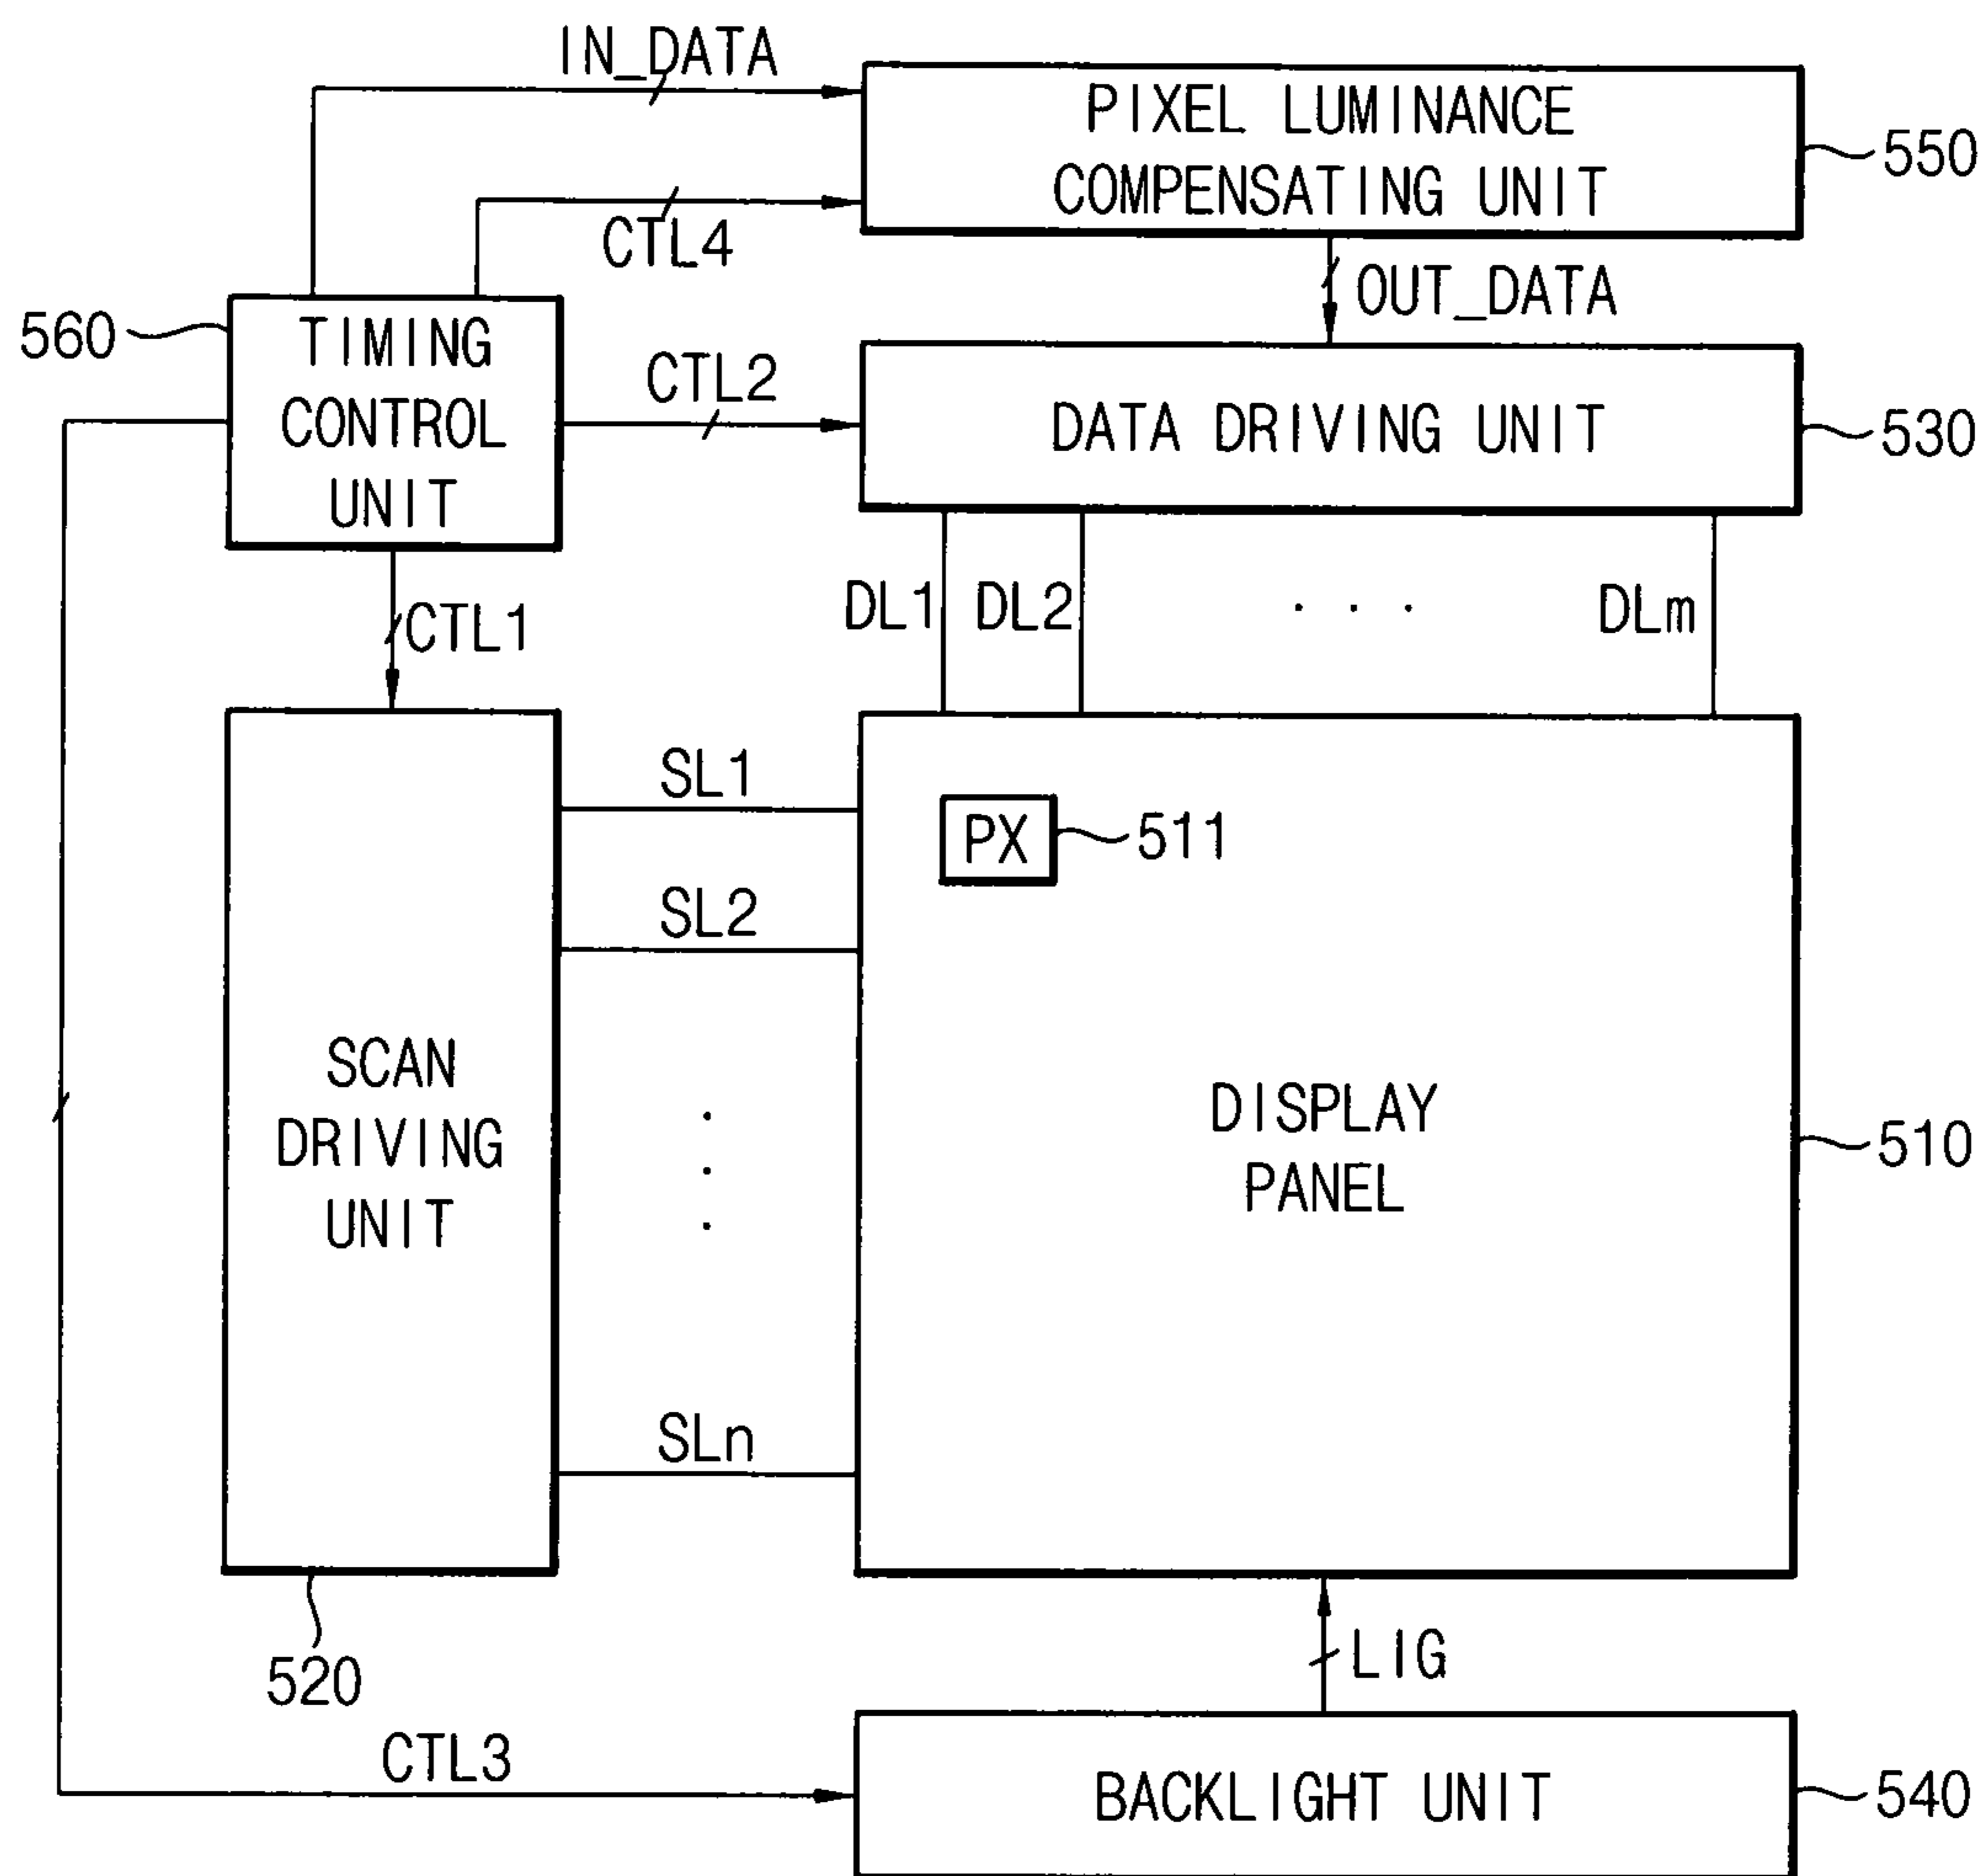 IN_DATA
PIXEL LUMINANCE
COMPENSATING UNIT
550
CTL4
OUT_DATA
560
TIMING
CONTROL
UNIT
CTL2
DATA DRIVING UNIT
530
CTL1
DL1
DL2
. . .
DLm
SL1
PX
511
SL2
SCAN
DRIVING
UNIT
.
.
.
DISPLAY
PANEL
510
SLn
520
LIG
CTL3
BACKLIGHT UNIT
540